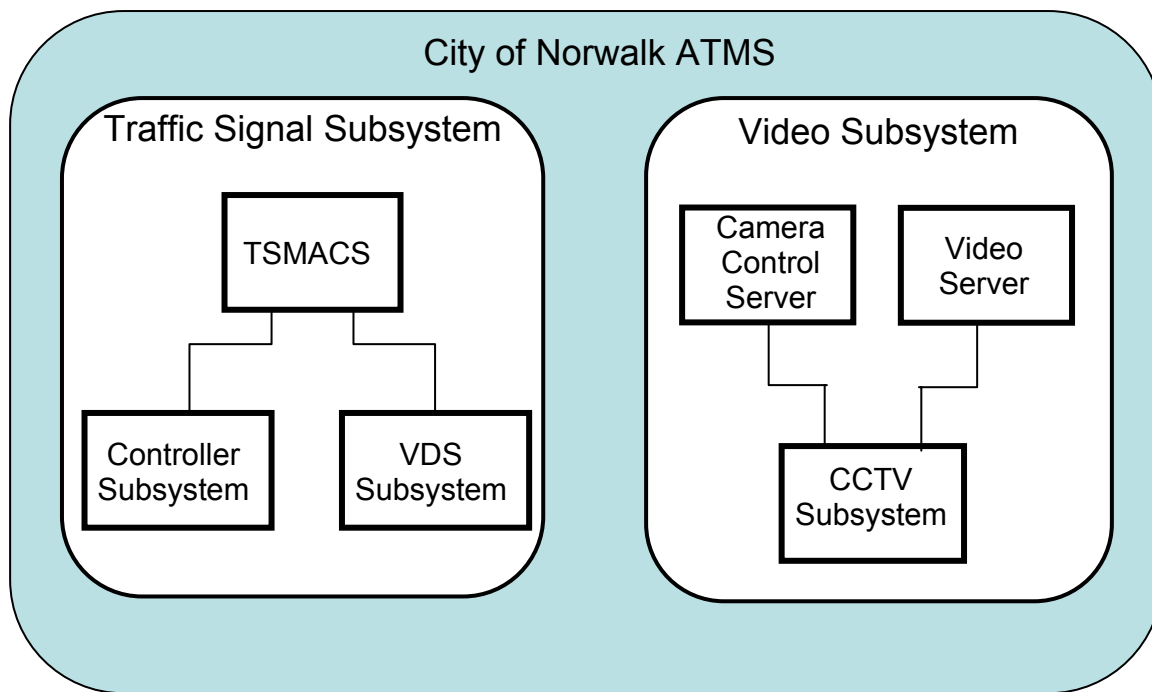 City of Norwalk ATMS
Traffic Signal Subsystem
TSMACS
Controller
Subsystem
VDS
Subsystem
Video Subsystem
Camera
Control
Server
Video
Server
CCTV
Subsystem